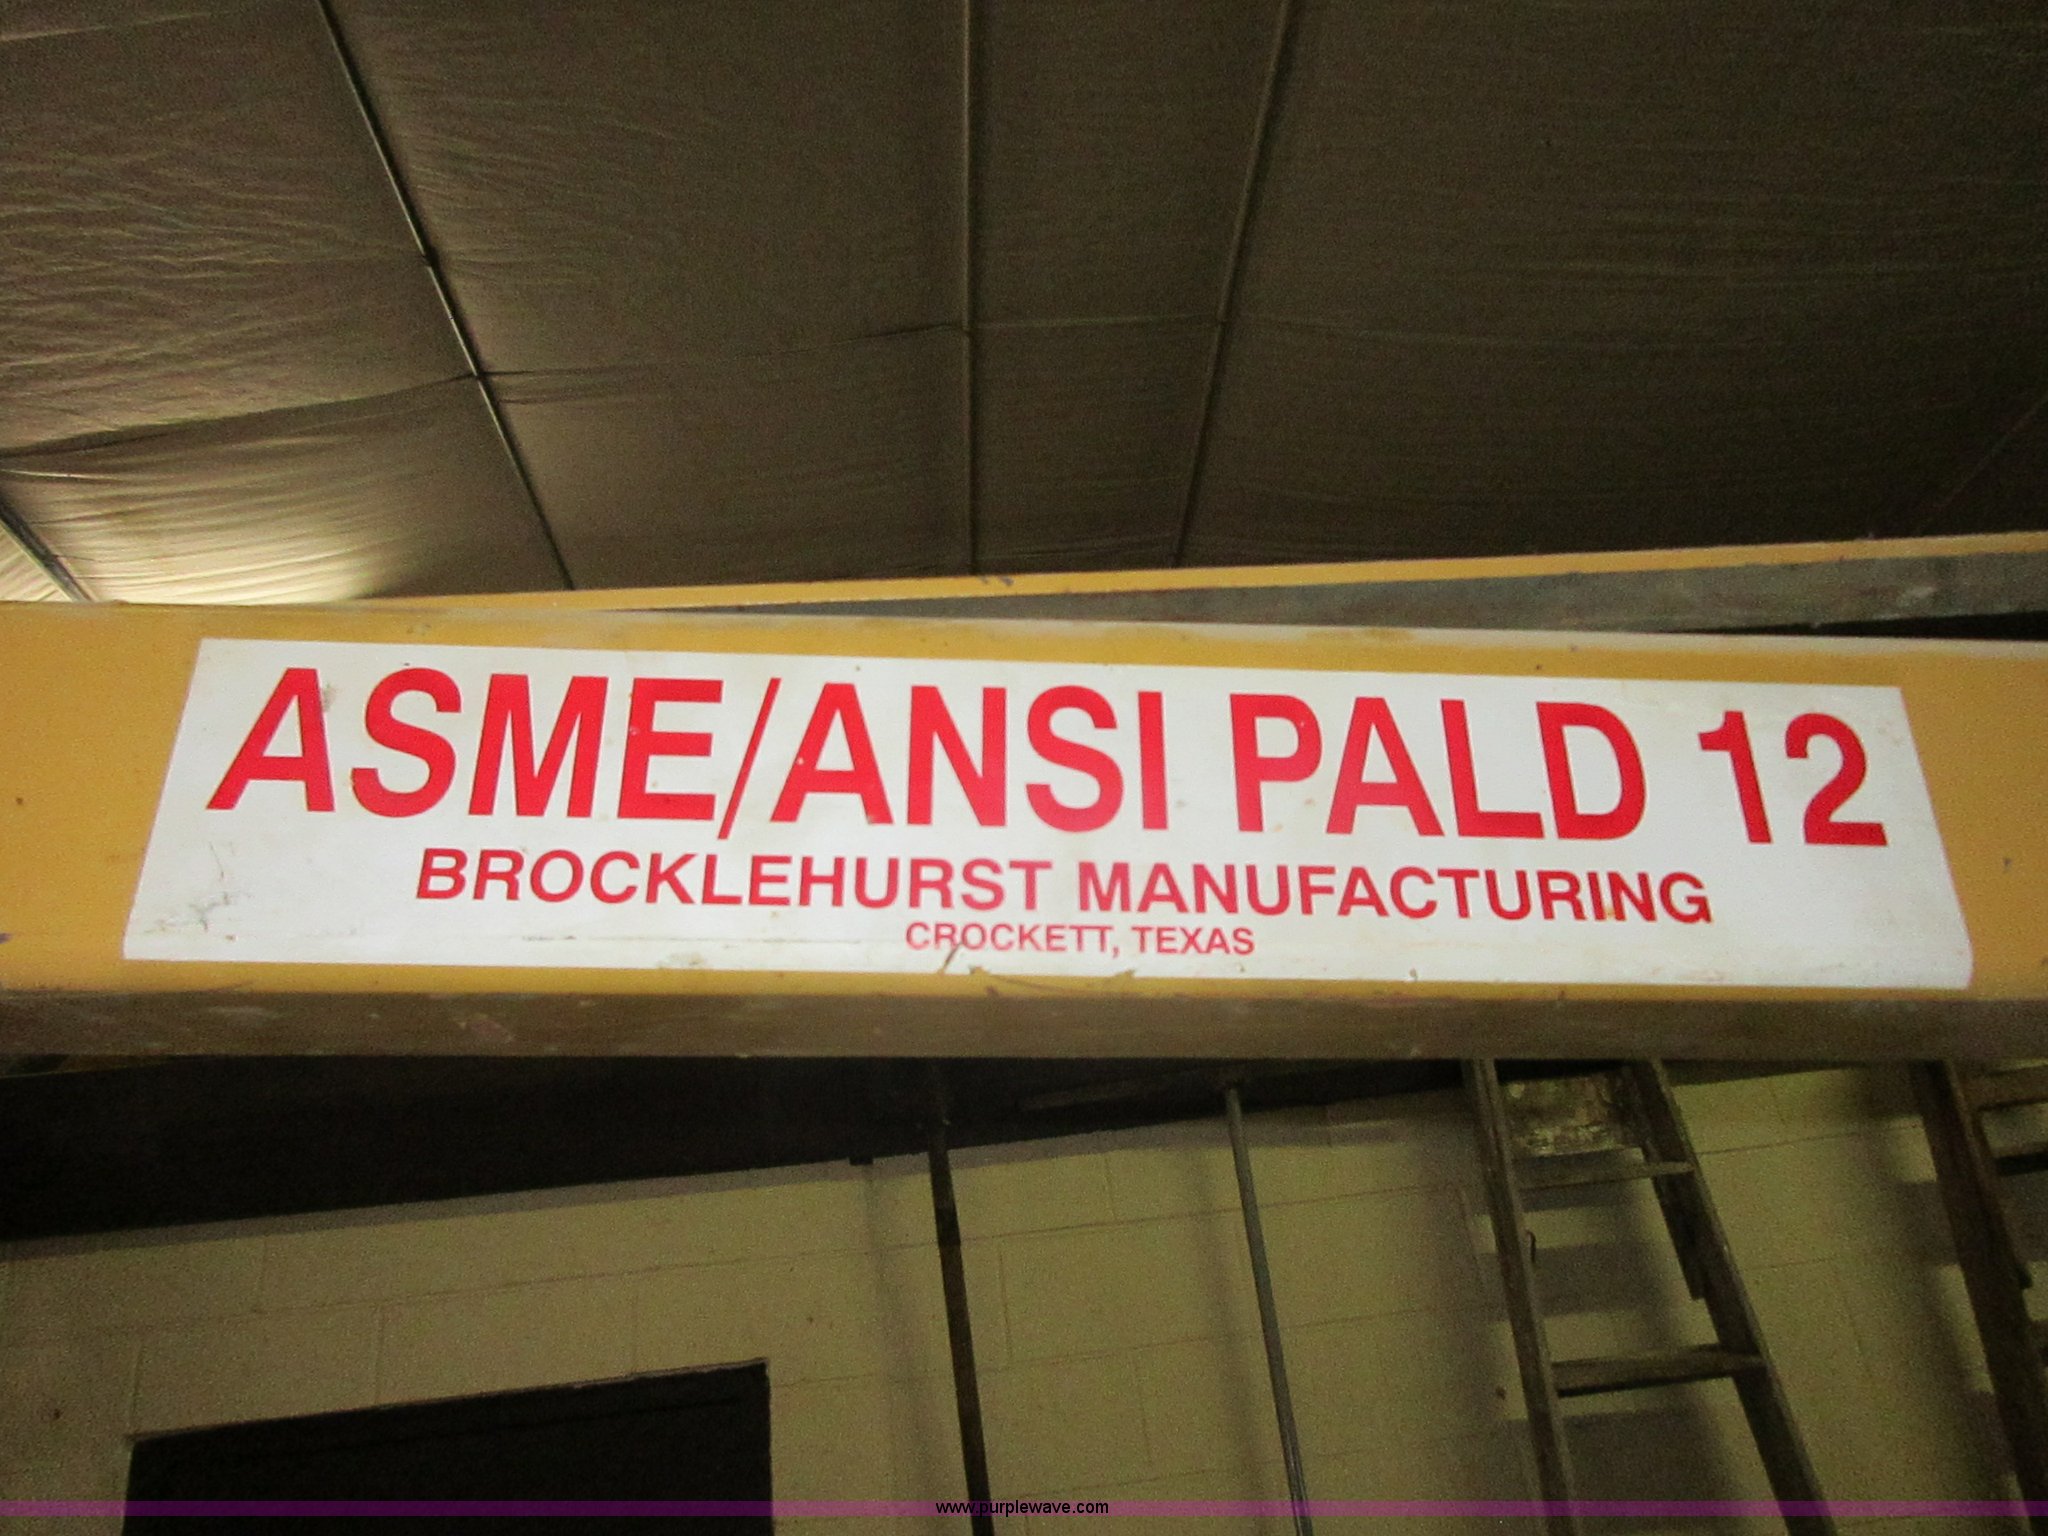 ASME/ANSI PALD 12
BROCKLEHURST MANUFACTURING
CROCKETT, TEXAS
www.purplewave.com